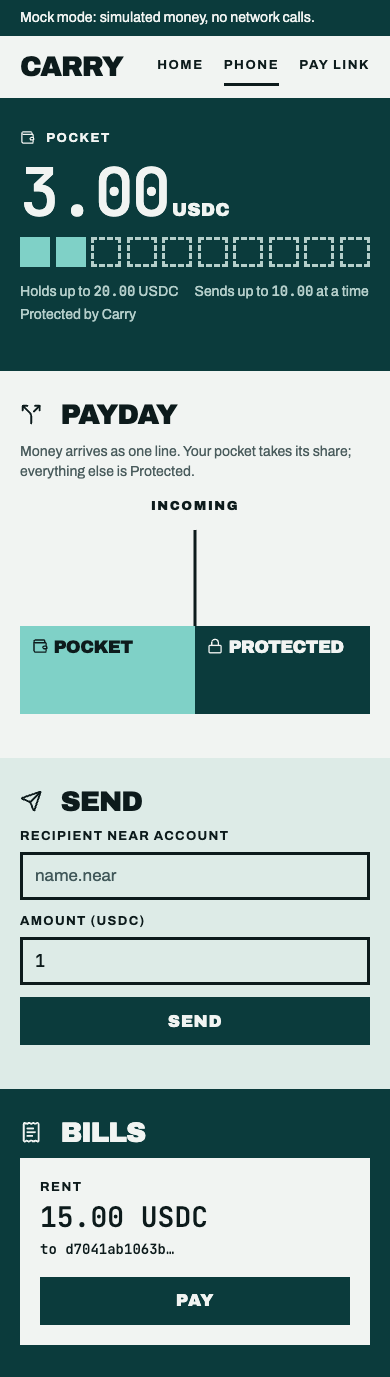 Mock mode: simulated money, no network calls.
CARRY HOME PHONE PAY LINK
POCKET
3.00 USDC
Holds up to 20.00 USDC Sends up to 10.00 at a time
Protected by Carry
PAYDAY
Money arrives as one line. Your pocket takes its share;
everything else is Protected.
INCOMING
POCKET PROTECTED
SEND
RECIPIENT NEAR ACCOUNT
name.near
AMOUNT (USDC)
1
SEND
BILLS
RENT
15.00 USDC
to d7041ab1063b…
PAY